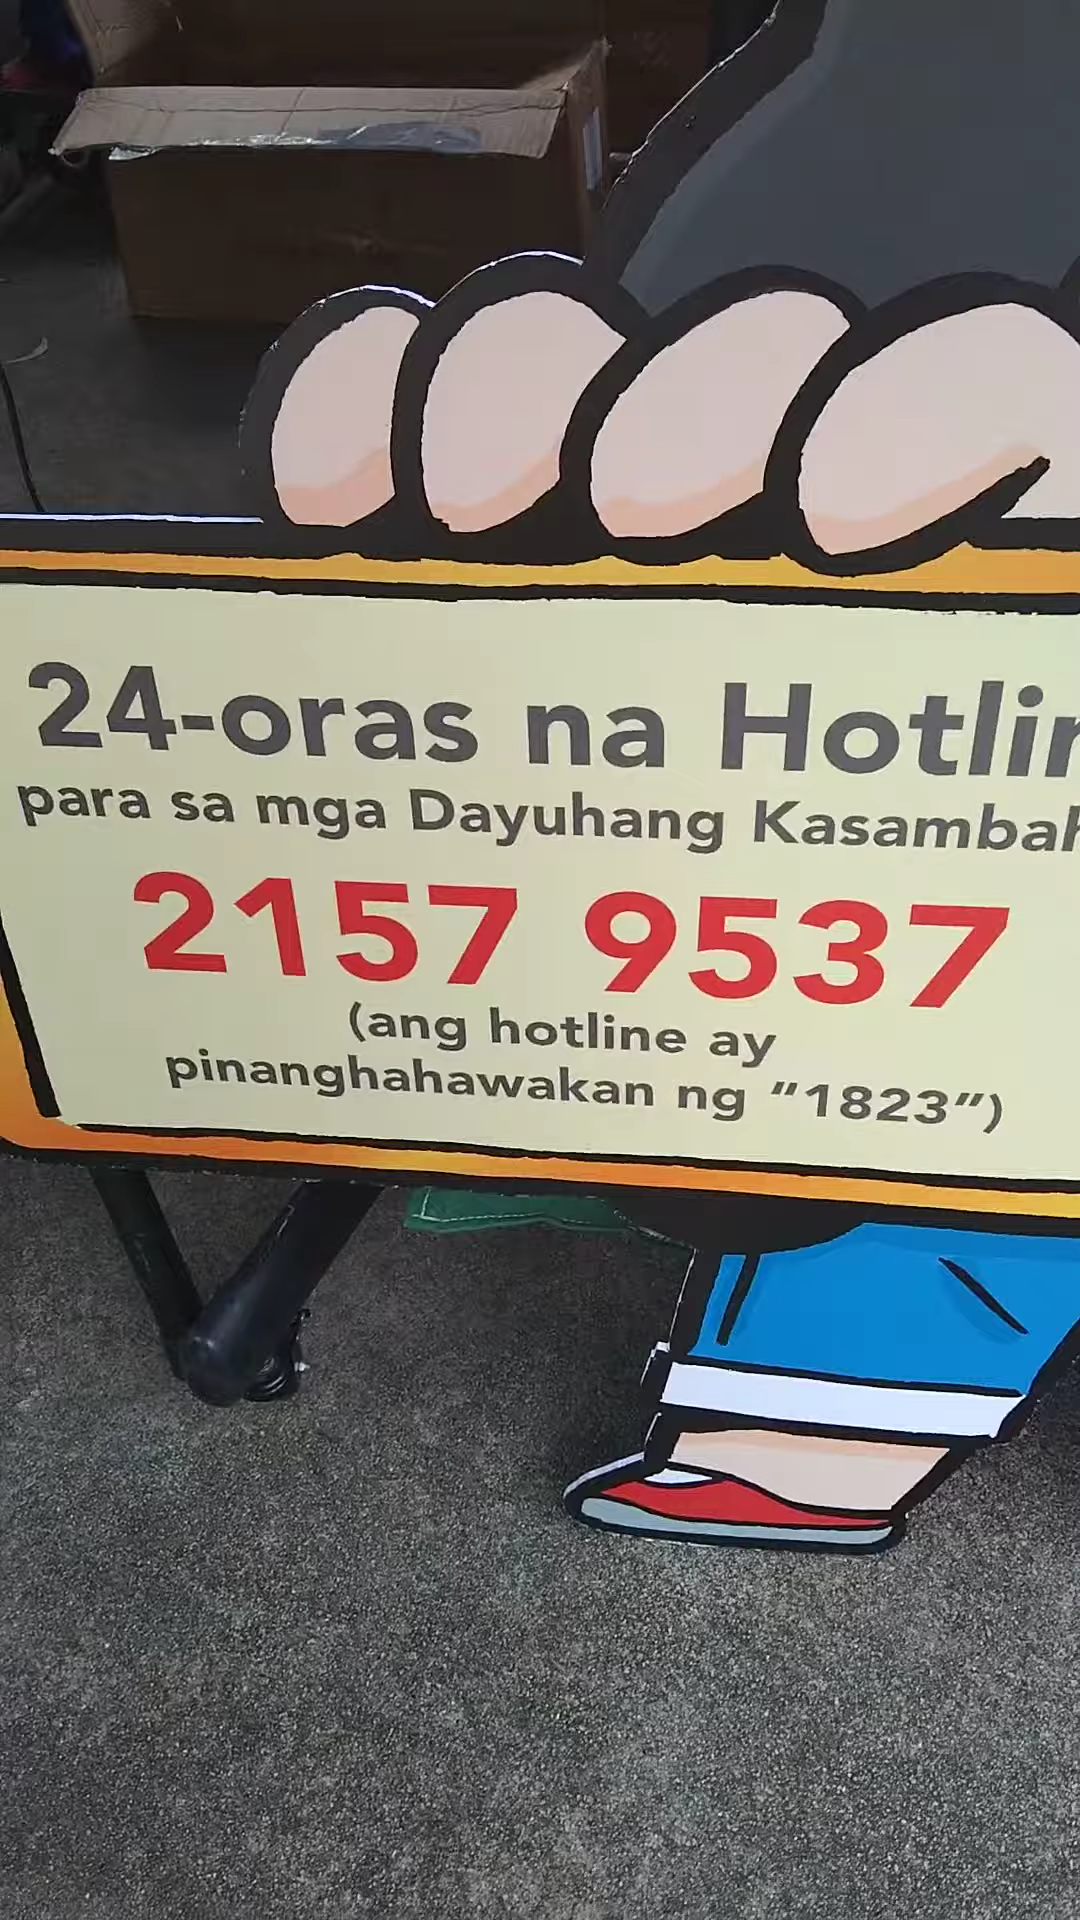 24-oras na Hotlin
para sa mga Dayuhang Kasambah
2157 9537
(ang hotline ay
pinanghahawakan ng “1823”)